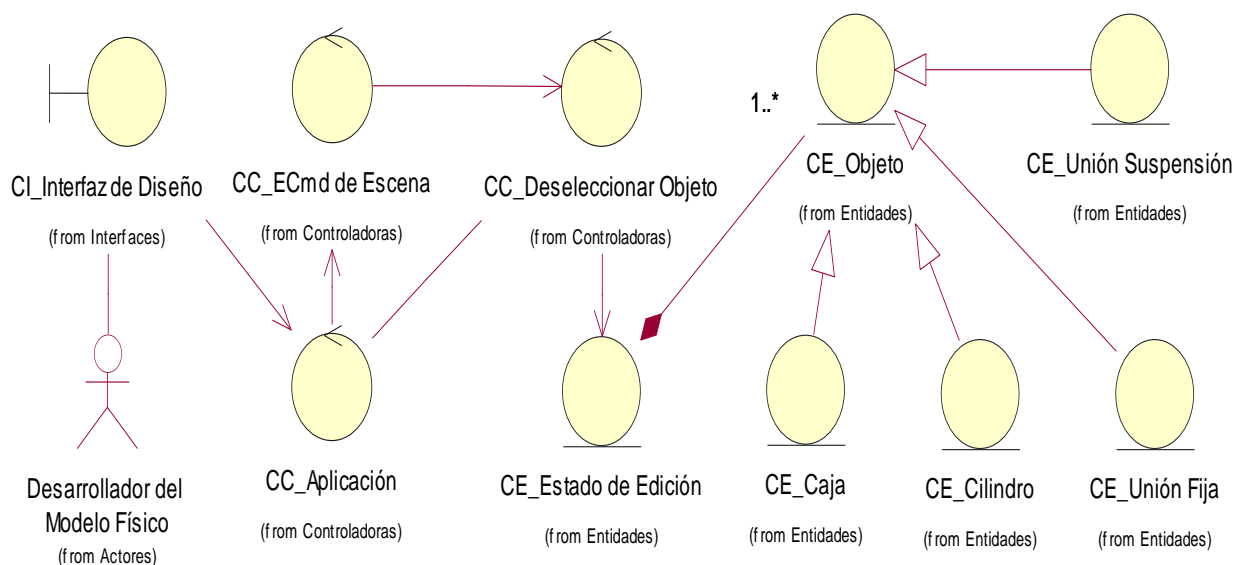 1..*
CI_Interfaz de Diseño
(from Interfaces)
CC_ECmd de Escena
(from Controladoras)
CC_Deseleccionar Objeto
(from Controladoras)
CE_Objeto
(from Entidades)
CE_Unión Suspensión
(from Entidades)
Desarrollador del
Modelo Físico
(from Actores)
CC_Aplicación
(from Controladoras)
CE_Estado de Edición
(from Entidades)
CE_Caja
(from Entidades)
CE_Cilindro
(from Entidades)
CE_Unión Fija
(from Entidades)